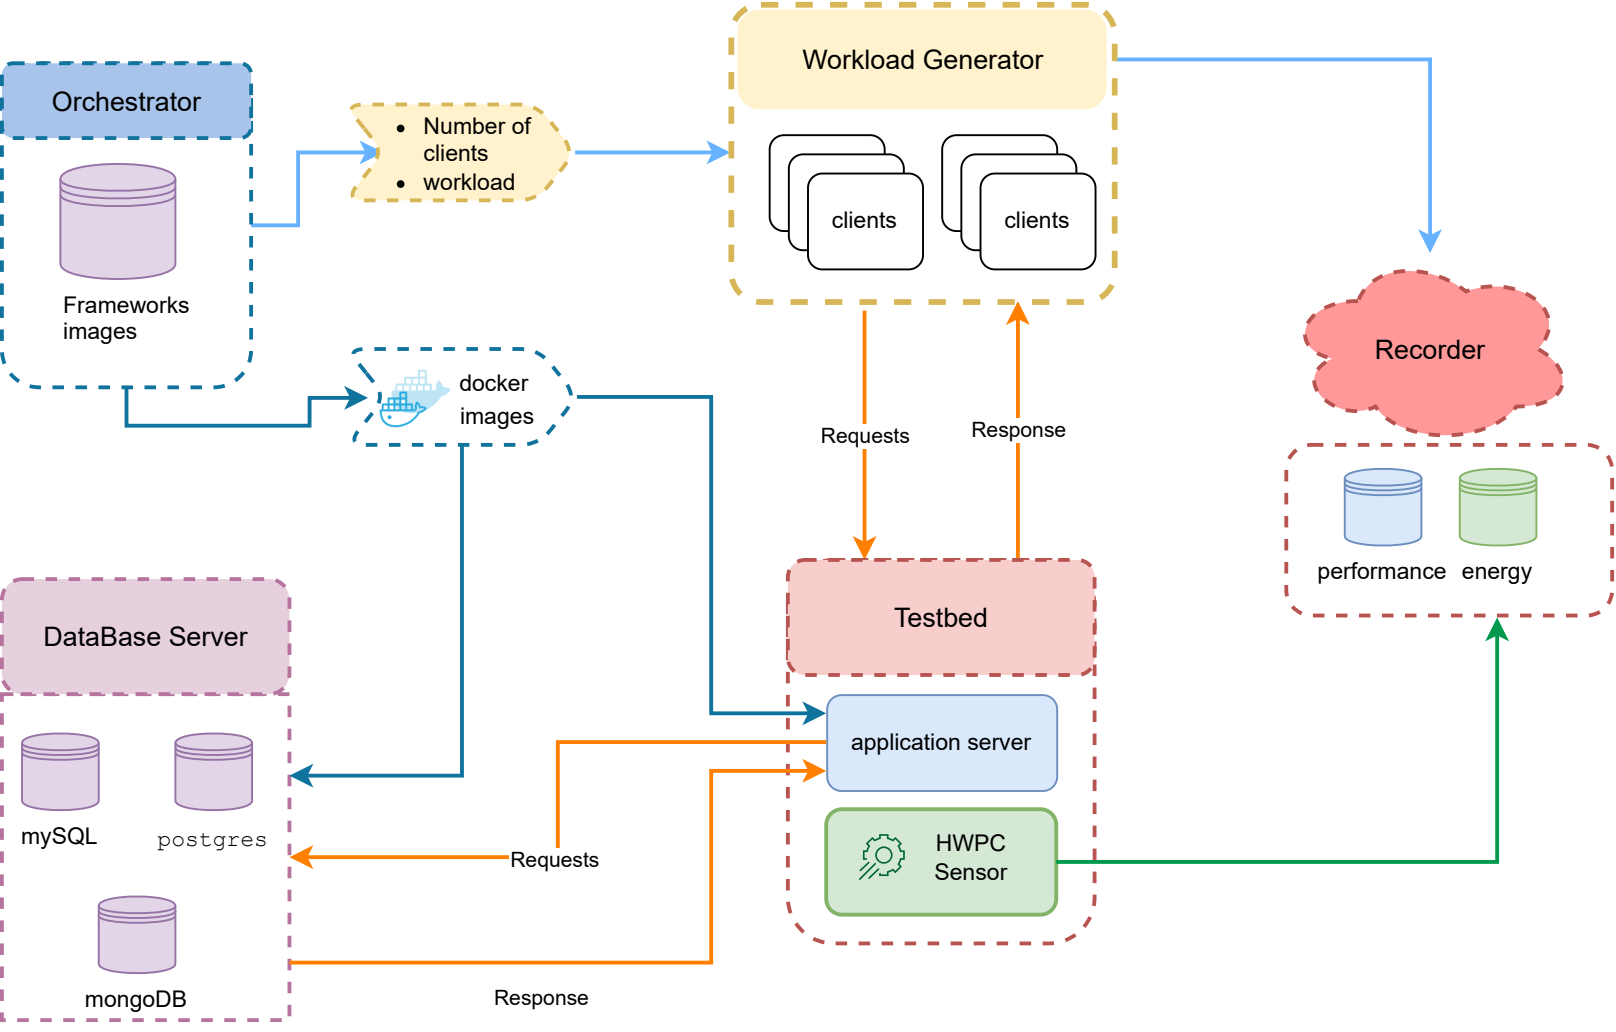 Workload Generator
Orchestrator
Number of
clients
workload
clients
clients
Frameworks
images
Recorder
docker
images
Requests
Response
performance
energy
Testbed
DataBase Server
application server
mySQL
postgres
HWPC
Sensor
Requests
mongoDB
Response